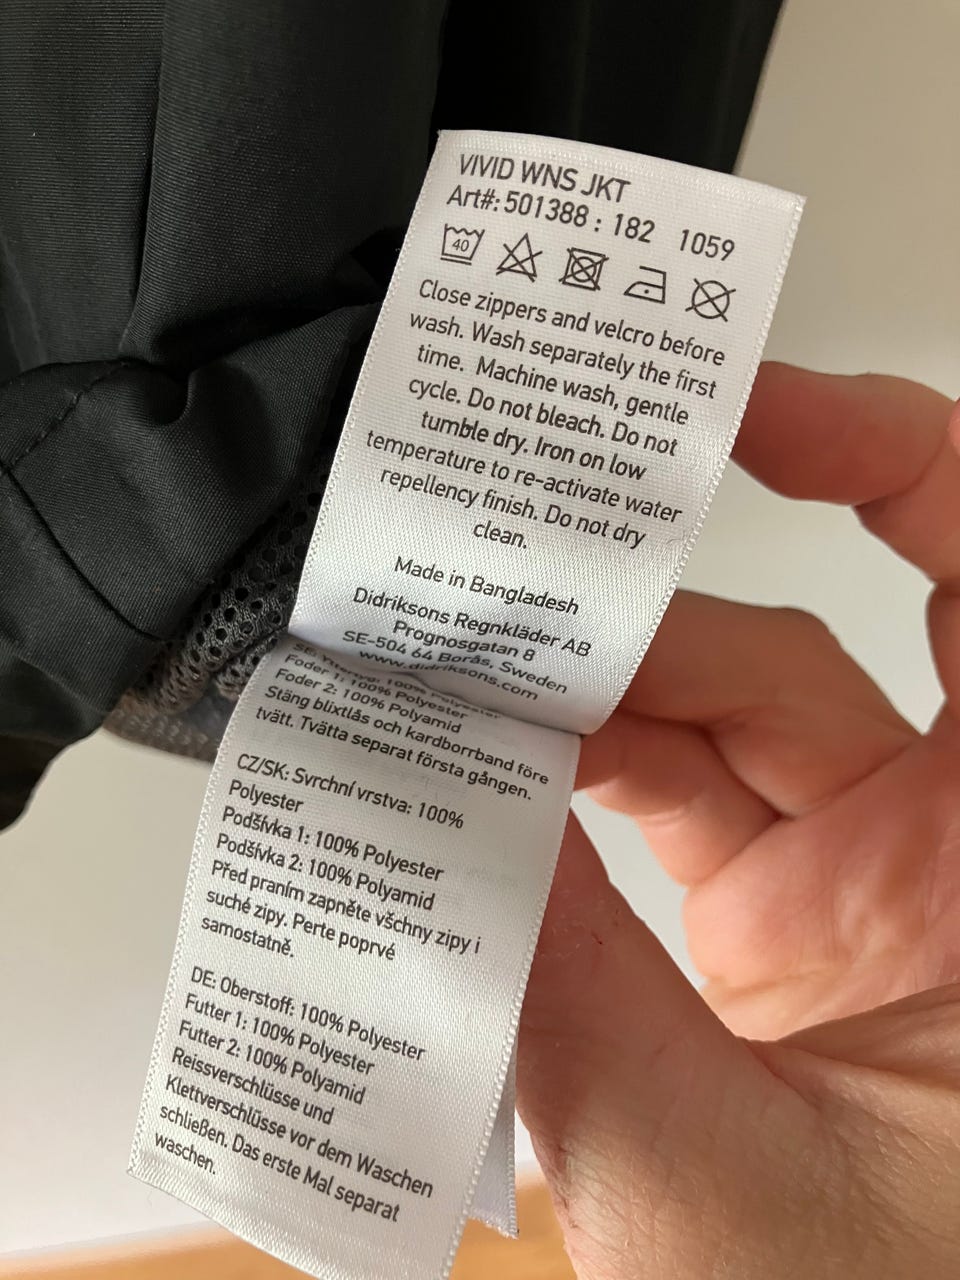 VIVID WNS JKT
Art#: 501388 : 182 1059
40
Close zippers and velcro before
wash. Wash separately the first
time. Machine wash, gentle
cycle. Do not bleach. Do not
tumble dry. Iron on low
temperature to re-activate water
repellency finish. Do not dry
clean.
Made in Bangladesh
Didriksons Regnkläder AB
Prognosgatan 8
SE-504 64 Borås, Sweden
www.didriksons.com
SE: Yttertyg: 100% Polyester
Foder 1: 100% Polyester
Foder 2: 100% Polyamid
Stäng blixtlås och kardborrband före
tvätt. Tvätta separat första gången.
CZ/SK: Svrchní vrstva: 100%
Polyester
Podšívka 1: 100% Polyester
Podšívka 2: 100% Polyamid
Před praním zapněte všchny zipy i
suché zipy. Perte poprvé
samostatně.
DE: Oberstoff: 100% Polyester
Futter 1: 100% Polyester
Futter 2: 100% Polyamid
Reissverschlüsse und
Klettverschlüsse vor dem Waschen
schließen. Das erste Mal separat
waschen.